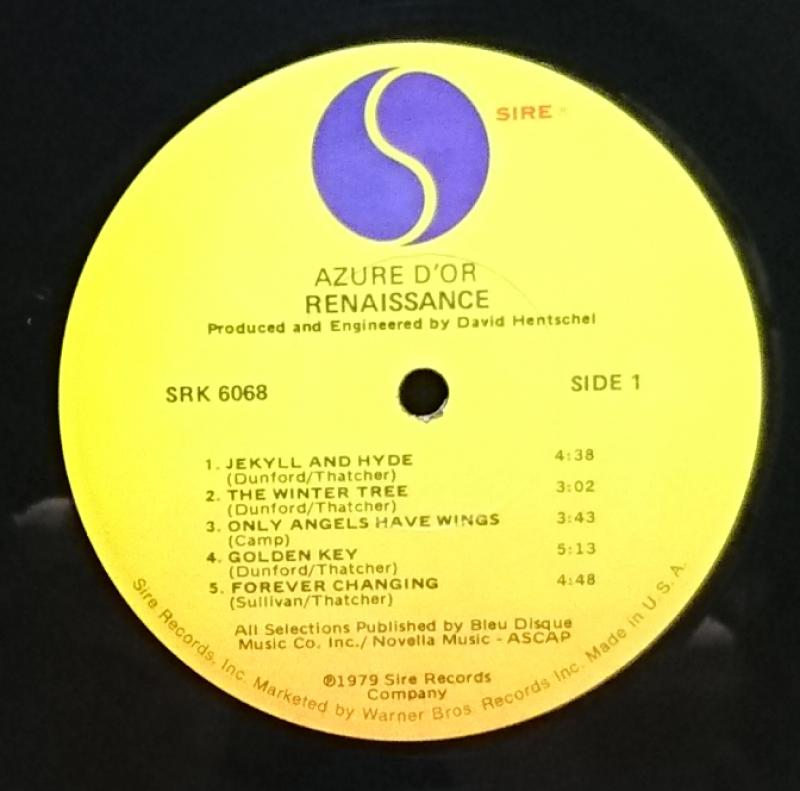 SIRE
AZURE D'OR
RENAISSANCE
Produced and Engineered by David Hentschel
SRK 6068
SIDE 1
1. JEKYLL AND HYDE 4:38
(Dunford/Thatcher)
2. THE WINTER TREE 3:02
(Dunford/Thatcher)
3. ONLY ANGELS HAVE WINGS 3:43
(Camp)
4. GOLDEN KEY 5:13
(Dunford/Thatcher)
5. FOREVER CHANGING 4:48
(Sullivan/Thatcher)
All Selections Published by Bleu Disque
Music Co. Inc./ Novella Music - ASCAP
℗1979 Sire Records
Company
Sire Records, Inc. Marketed by Warner Bros. Records Inc. Made in U.S.A.